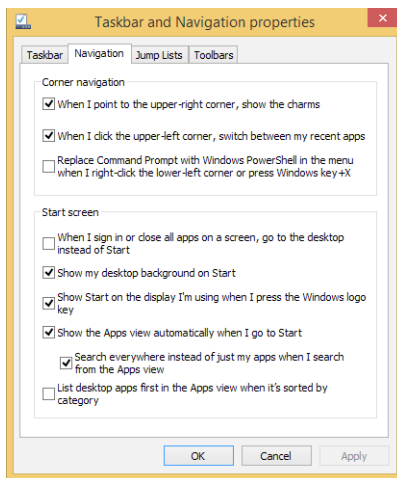 Taskbar and Navigation properties
Taskbar Navigation Jump Lists Toolbars
Corner navigation
When I point to the upper-right corner, show the charms
When I click the upper-left corner, switch between my recent apps
Replace Command Prompt with Windows PowerShell in the menu
when I right-click the lower-left corner or press Windows key+X
Start screen
When I sign in or close all apps on a screen, go to the desktop
instead of Start
Show my desktop background on Start
Show Start on the display I'm using when I press the Windows logo
key
Show the Apps view automatically when I go to Start
Search everywhere instead of just my apps when I search
from the Apps view
List desktop apps first in the Apps view when it's sorted by
category
OK Cancel Apply